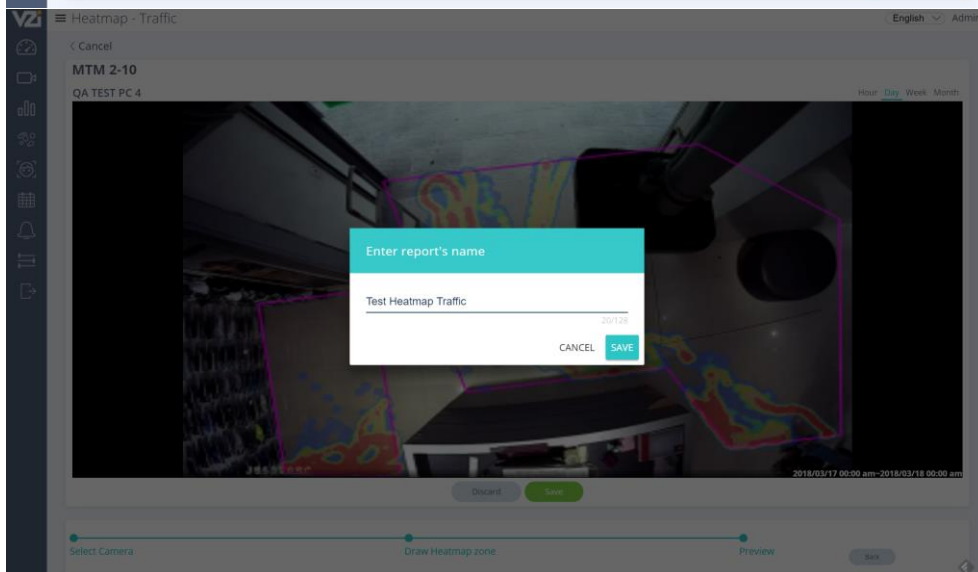 V2i
Heatmap - Traffic
English
Admin
< Cancel
MTM 2-10
QA TEST PC 4
Hour Day Week Month
Enter report's name
Test Heatmap Traffic
20/128
CANCEL SAVE
2018/03/17 00:00 am~2018/03/18 00:00 am
Discard Save
Select Camera
Draw Heatmap zone
Preview
Back